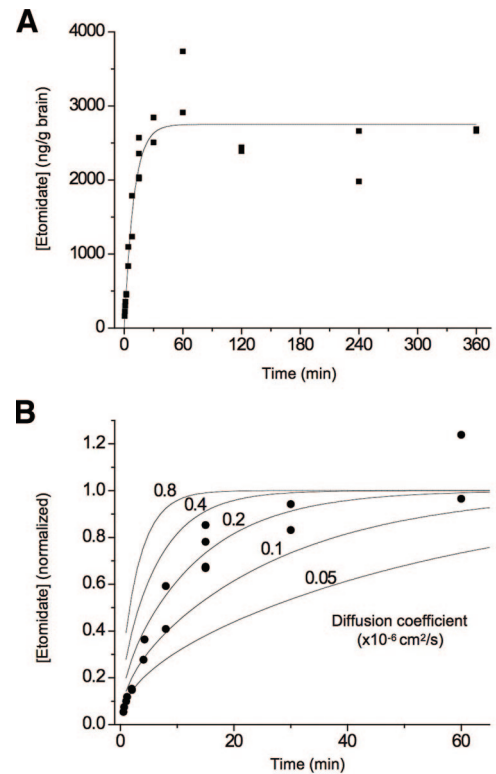 A
4000
3000
2000
1000
0
[Etomidate] (ng/g brain)
0 60 120 180 240 300 360
Time (min)
B
1.2
1.0
0.8
0.6
0.4
0.2
0.0
[Etomidate] (normalized)
0.8
0.4
0.2
0.1
0.05
Diffusion coefficient
(x10-6 cm2/s)
0 20 40 60
Time (min)